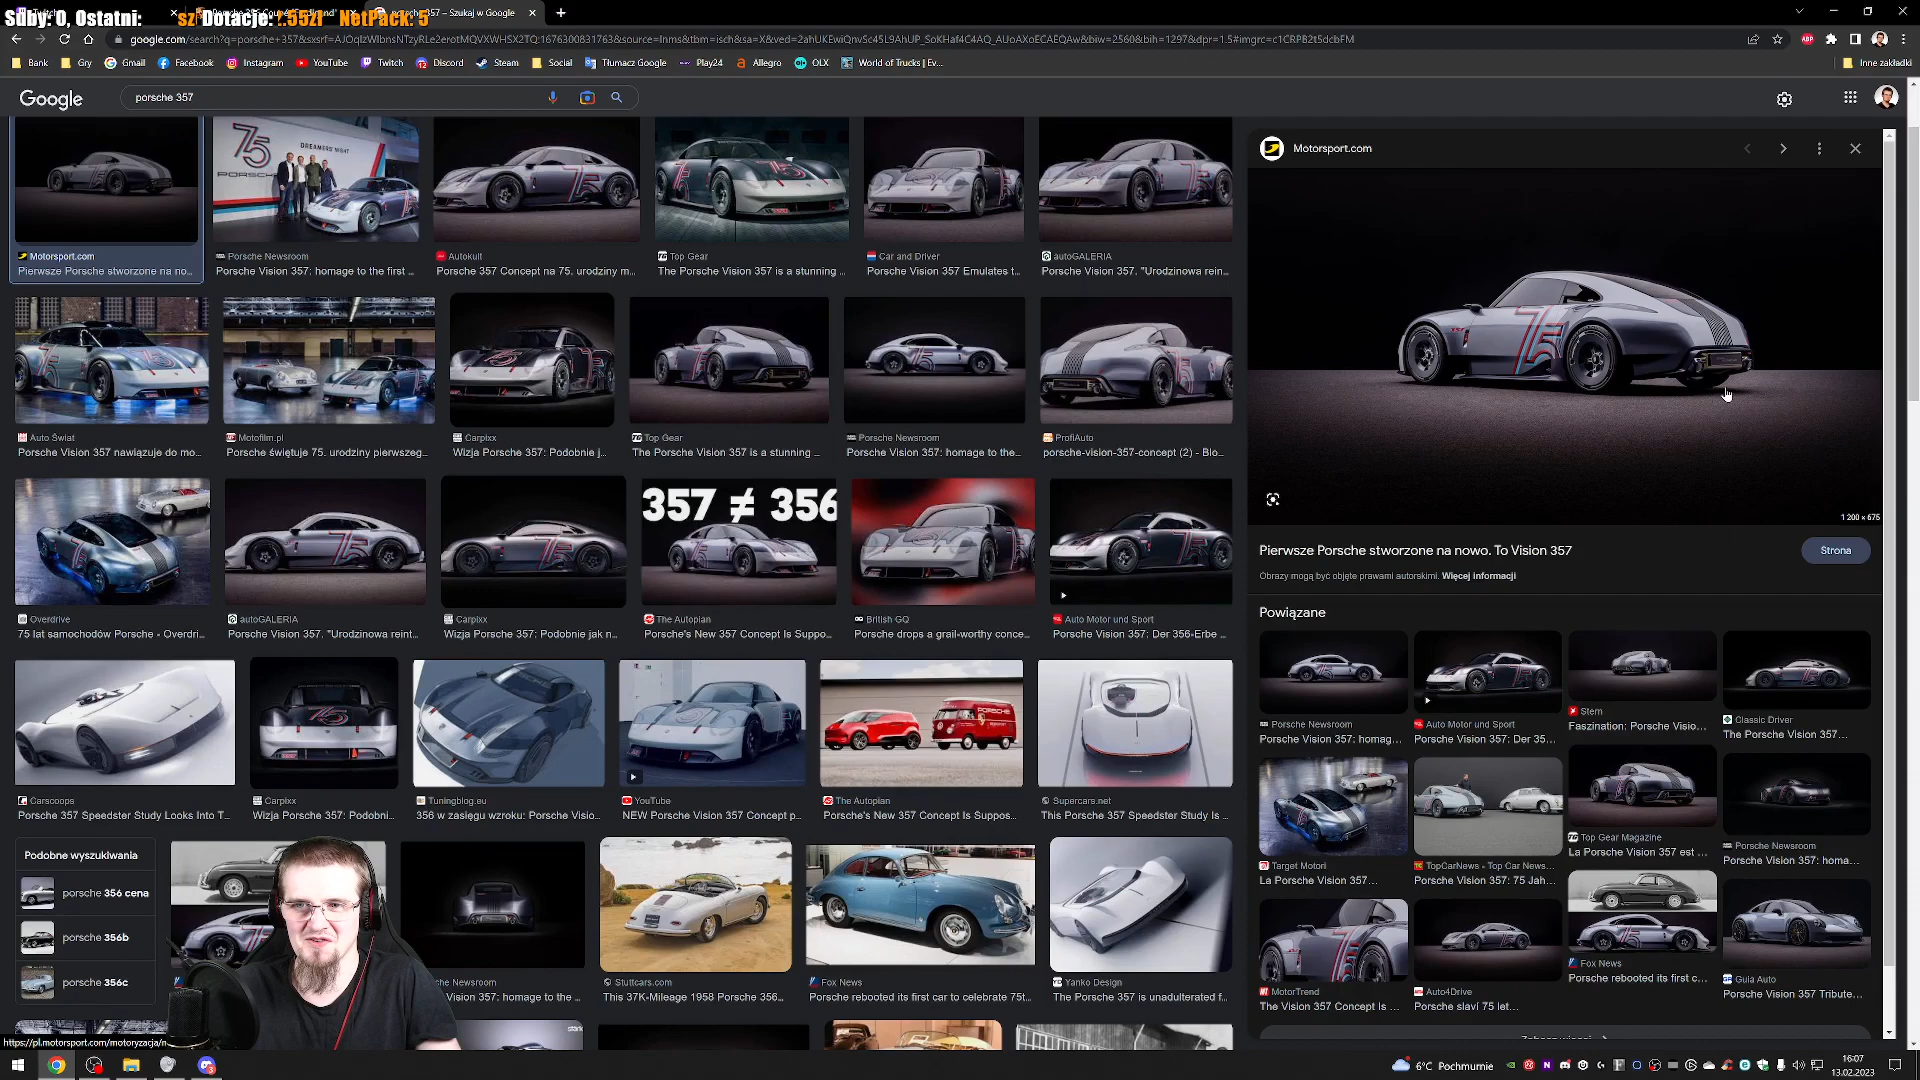 Suby: 0, Ostatni:
Dotacje:
NetPack: 5
porsche 357 – Szukaj w Google
Bank
Gry
Gmail
Facebook
Instagram
YouTube
Twitch
Discord
Steam
Social
Tłumacz Google
Play24
Allegro
OLX
World of Trucks | Ev...
Inne zakładki
Google
porsche 357
Motorsport.com
Pierwsze Porsche stworzone na no...
75
DREAMERS' NIGHT
PORSCHE
Porsche Newsroom
Porsche Vision 357: homage to the first ...
Autokult
Porsche 357 Concept na 75. urodziny m...
Top Gear
The Porsche Vision 357 is a stunning ...
Car and Driver
Porsche Vision 357 Emulates t...
autoGALERIA
Porsche Vision 357. "Urodzinowa rein...
Auto Świat
Porsche Vision 357 nawiązuje do mo...
Motofilm.pl
Porsche świętuje 75. urodziny pierwszeg...
Carpixx
Wizja Porsche 357: Podobnie j...
Top Gear
The Porsche Vision 357 is a stunning ...
Porsche Newsroom
Porsche Vision 357: homage to the...
ProfiAuto
porsche-vision-357-concept (2) - Blo...
Overdrive
75 lat samochodów Porsche - Overdri...
autoGALERIA
Porsche Vision 357. "Urodzinowa reint...
Carpixx
Wizja Porsche 357: Podobnie jak n...
357 ≠ 356
The Autopian
Porsche's New 357 Concept Is Suppo...
British GQ
Porsche drops a grail-worthy conce...
Auto Motor und Sport
Porsche Vision 357: Der 356-Erbe ...
Carscoops
Porsche 357 Speedster Study Looks Into T...
Carpixx
Wizja Porsche 357: Podobni...
Tuningblog.eu
356 w zasięgu wzroku: Porsche Visio...
YouTube
NEW Porsche Vision 357 Concept p...
The Autopian
Porsche's New 357 Concept Is Suppos...
Supercars.net
This Porsche 357 Speedster Study Is ...
Podobne wyszukiwania
porsche 356 cena
porsche 356b
porsche 356c
he Newsroom
Vision 357: homage to the ...
Stuttcars.com
This 37K-Mileage 1958 Porsche 356...
Fox News
Porsche rebooted its first car to celebrate 75t...
Yanko Design
The Porsche 357 is unadulterated f...
stark
Motorsport.com
75
1 200 × 675
Pierwsze Porsche stworzone na nowo. To Vision 357
Strona
Obrazy mogą być objęte prawami autorskimi. Więcej informacji
Powiązane
Porsche Newsroom
Porsche Vision 357: homag...
Auto Motor und Sport
Porsche Vision 357: Der 35...
Stern
Faszination: Porsche Visio...
Classic Driver
The Porsche Vision 357...
Target Motori
La Porsche Vision 357...
TopCarNews - Top Car News...
Porsche Vision 357: 75 Jah...
Top Gear Magazine
La Porsche Vision 357 est ...
Porsche Newsroom
Porsche Vision 357: homa...
MotorTrend
The Vision 357 Concept Is ...
Auto4Drive
Porsche slaví 75 let...
Fox News
Porsche rebooted its first c...
Guia Auto
Porsche Vision 357 Tribute...
https://pl.motorsport.com/motoryzacja/n
6°C Pochmurnie
16:07
13.02.2023